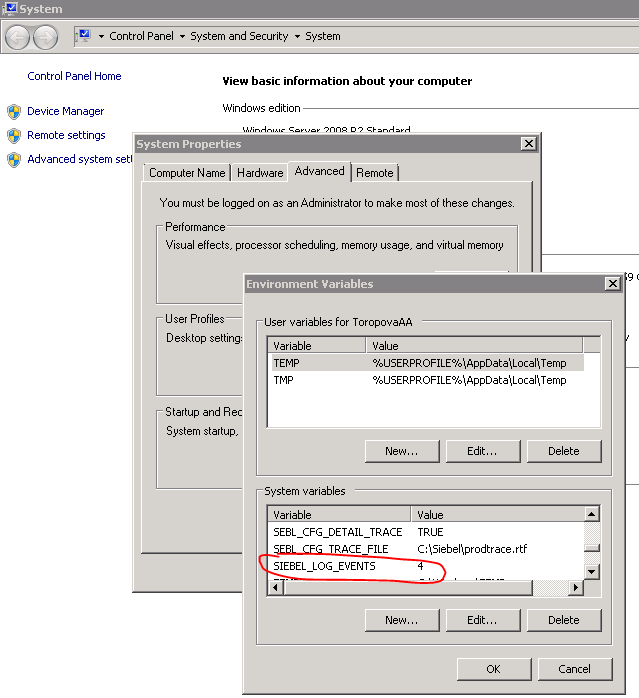 System
Control Panel System and Security System
Control Panel Home
Device Manager
Remote settings
Advanced system set
View basic information about your computer
Windows edition
Windows Server 2008 R2 Standard
System Properties
Computer Name Hardware Advanced Remote
You must be logged on as an Administrator to make most of these changes.
Performance
Visual effects, processor scheduling, memory usage, and virtual memory
User Profiles
Desktop setting
Startup and Rec
System startup,
Environment Variables
User variables for ToropovaAA
Variable Value
TEMP %USERPROFILE%\AppData\Local\Temp
TMP %USERPROFILE%\AppData\Local\Temp
New... Edit... Delete
System variables
Variable Value
SEBL_CFG_DETAIL_TRACE TRUE
SEBL_CFG_TRACE_FILE C:\Siebel\prodtrace.rtf
SIEBEL_LOG_EVENTS 4
New... Edit... Delete
OK Cancel